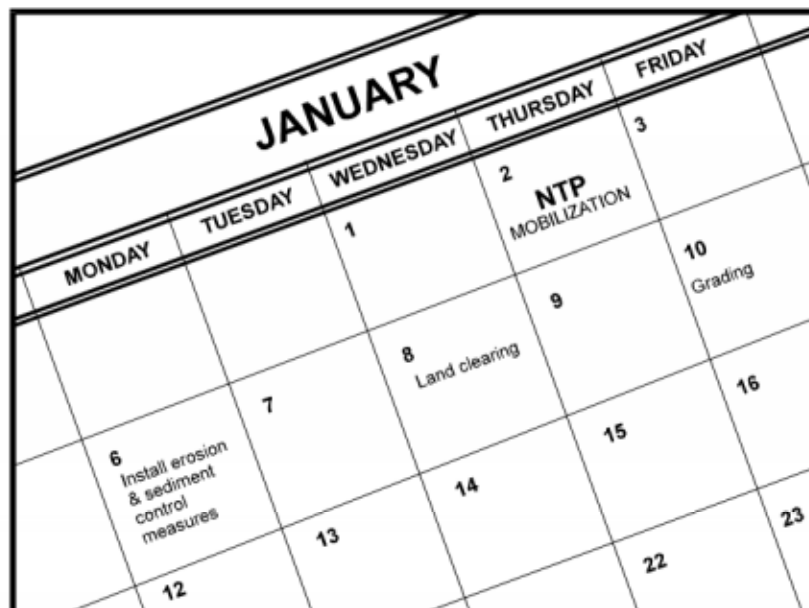 JANUARY
MONDAY
TUESDAY
WEDNESDAY
THURSDAY
FRIDAY
1
2
NTP
MOBILIZATION
3
6
Install erosion
& sediment
control
measures
7
8
Land clearing
9
10
Grading
12
13
14
15
16
22
23